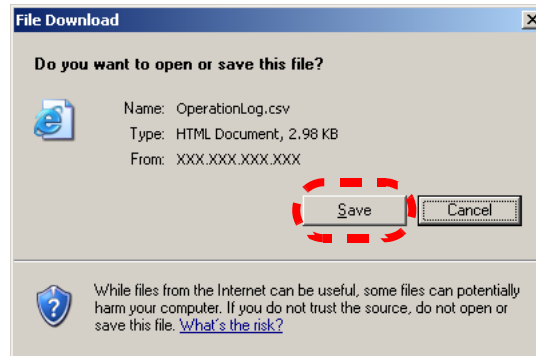 File Download
Do you want to open or save this file?
Name: OperationLog.csv
Type: HTML Document, 2.98 KB
From: XXX.XXX.XXX.XXX
Save Cancel
While files from the Internet can be useful, some files can potentially
harm your computer. If you do not trust the source, do not open or
save this file. What's the risk?